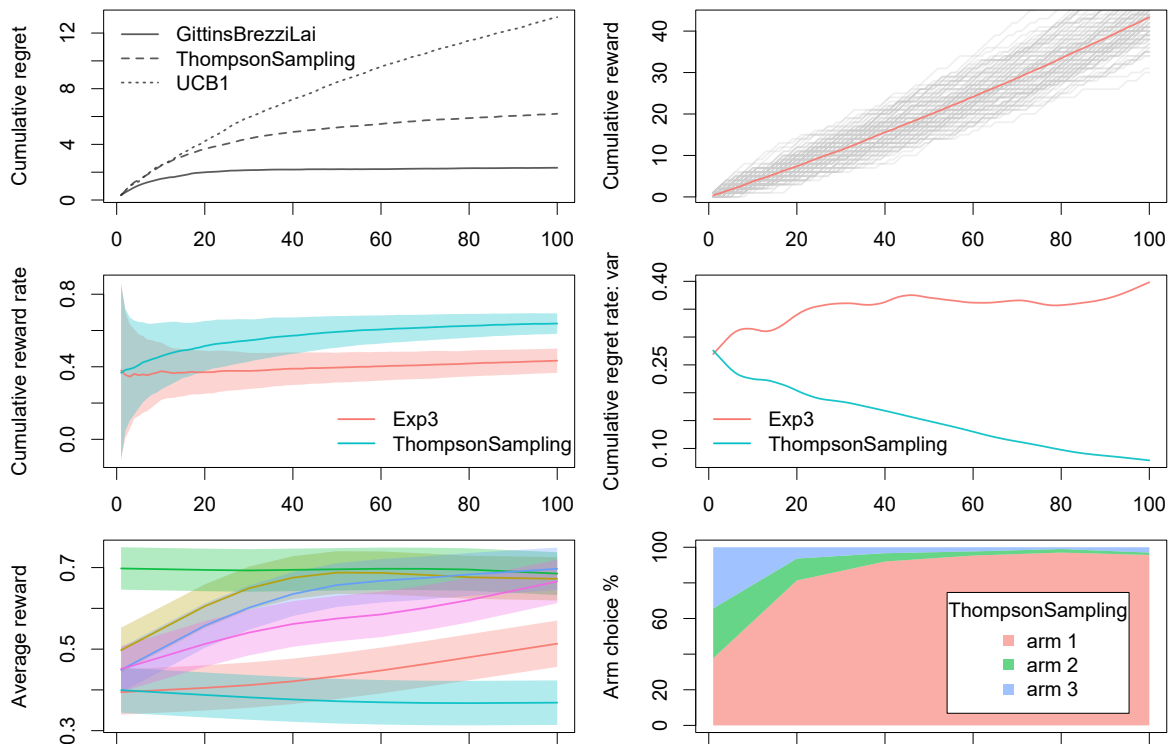 Cumulative regret
12
8
4
0
GittinsBrezziLai
ThompsonSampling
UCB1
0 20 40 60 80 100
Cumulative reward
40
30
20
10
0
0 20 40 60 80 100
Cumulative reward rate
0.8
0.4
0.0
Exp3
ThompsonSampling
0 20 40 60 80 100
Cumulative regret rate: var
0.40
0.25
0.10
Exp3
ThompsonSampling
0 20 40 60 80 100
Average reward
0.7
0.5
0.3
Arm choice %
100
60
20
0
ThompsonSampling
arm 1
arm 2
arm 3